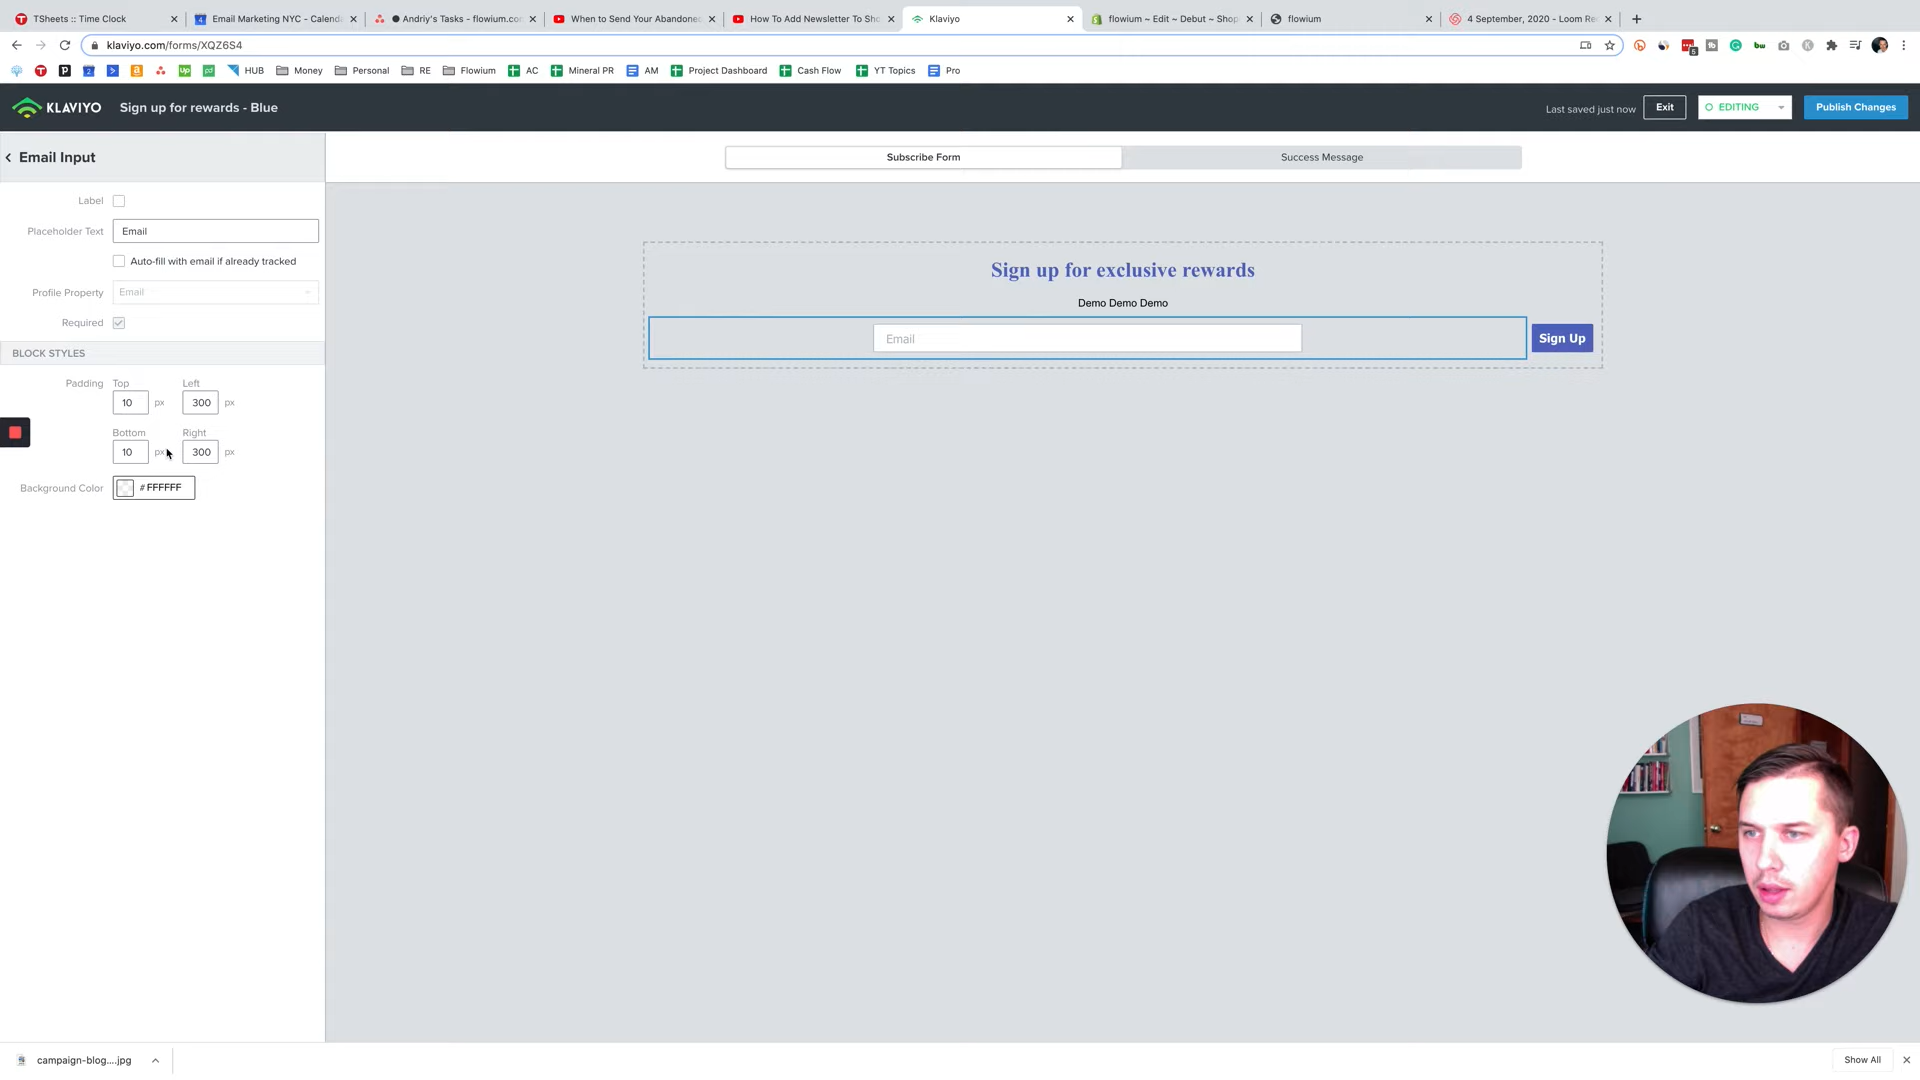 TSheets :: Time Clock
Email Marketing NYC - Calenda
Andriy's Tasks - flowium.co
When to Send Your Abandone
How To Add Newsletter To Sho
Klaviyo
flowium ~ Edit ~ Debut ~ Shop
flowium
4 September, 2020 - Loom Re
klaviyo.com/forms/XQZ6S4
HUB
Money
Personal
RE
Flowium
AC
Mineral PR
AM
Project Dashboard
Cash Flow
YT Topics
Pro
KLAVIYO
Sign up for rewards - Blue
Last saved just now
Exit
EDITING
Publish Changes
Email Input
Subscribe Form
Success Message
Label
Placeholder Text
Email
Auto-fill with email if already tracked
Profile Property
Email
Required
BLOCK STYLES
Padding
Top
Left
10 px
300 px
Bottom
Right
10 px
300 px
Background Color
# FFFFFF
Sign up for exclusive rewards
Demo Demo Demo
Email
Sign Up
campaign-blog....jpg
Show All